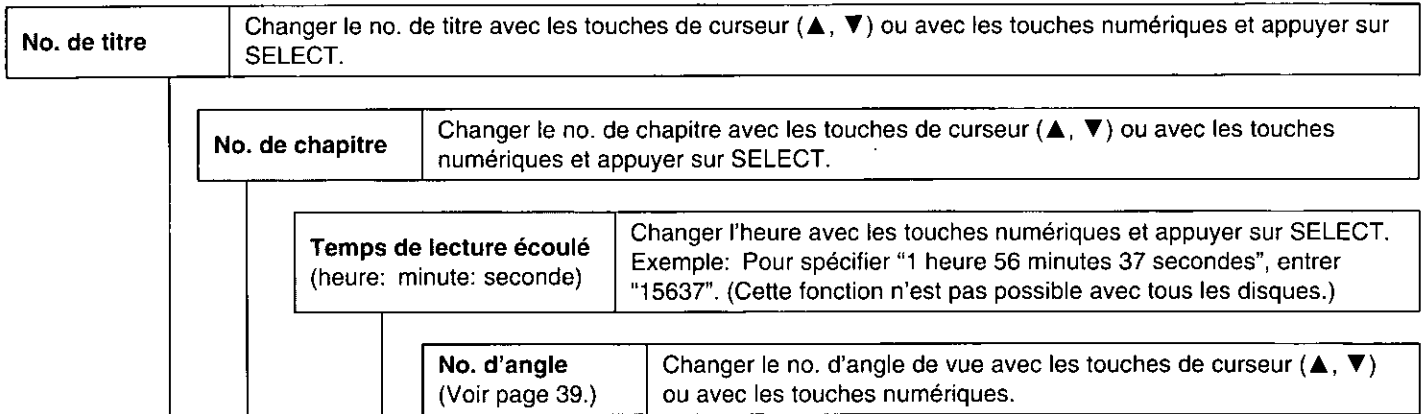 No. de titre
Changer le no. de titre avec les touches de curseur (▲, ▼) ou avec les touches numériques et appuyer sur
SELECT.
No. de chapitre
Changer le no. de chapitre avec les touches de curseur (▲, ▼) ou avec les touches
numériques et appuyer sur SELECT.
Temps de lecture écoulé
(heure: minute: seconde)
Changer l'heure avec les touches numériques et appuyer sur SELECT.
Exemple: Pour spécifier “1 heure 56 minutes 37 secondes”, entrer
“15637”. (Cette fonction n'est pas possible avec tous les disques.)
No. d'angle
(Voir page 39.)
Changer le no. d'angle de vue avec les touches de curseur (▲, ▼)
ou avec les touches numériques.